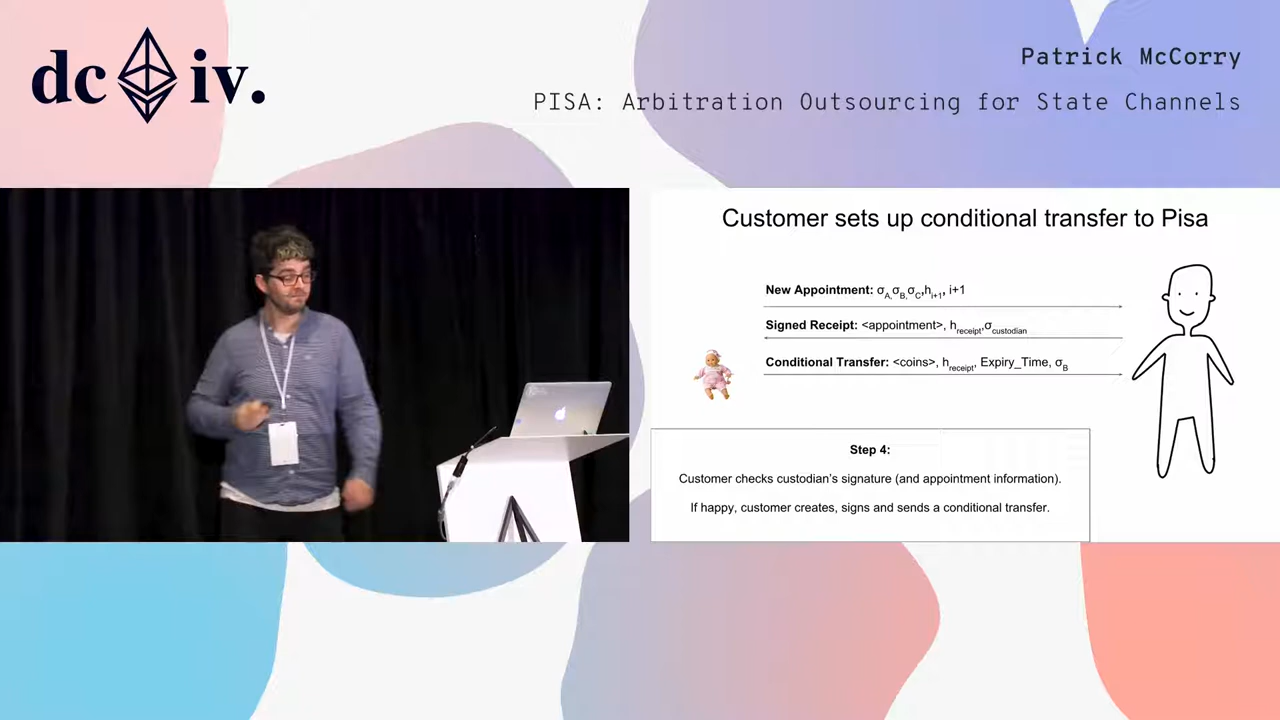 dc iv.
Patrick McCorry
PISA: Arbitration Outsourcing for State Channels
Customer sets up conditional transfer to Pisa
New Appointment: σA,σB,σC,hi+1, i+1
Signed Receipt: <appointment>, hreceipt,σcustodian
Conditional Transfer: <coins>, hreceipt, Expiry_Time, σB
Step 4:
Customer checks custodian's signature (and appointment information).
If happy, customer creates, signs and sends a conditional transfer.